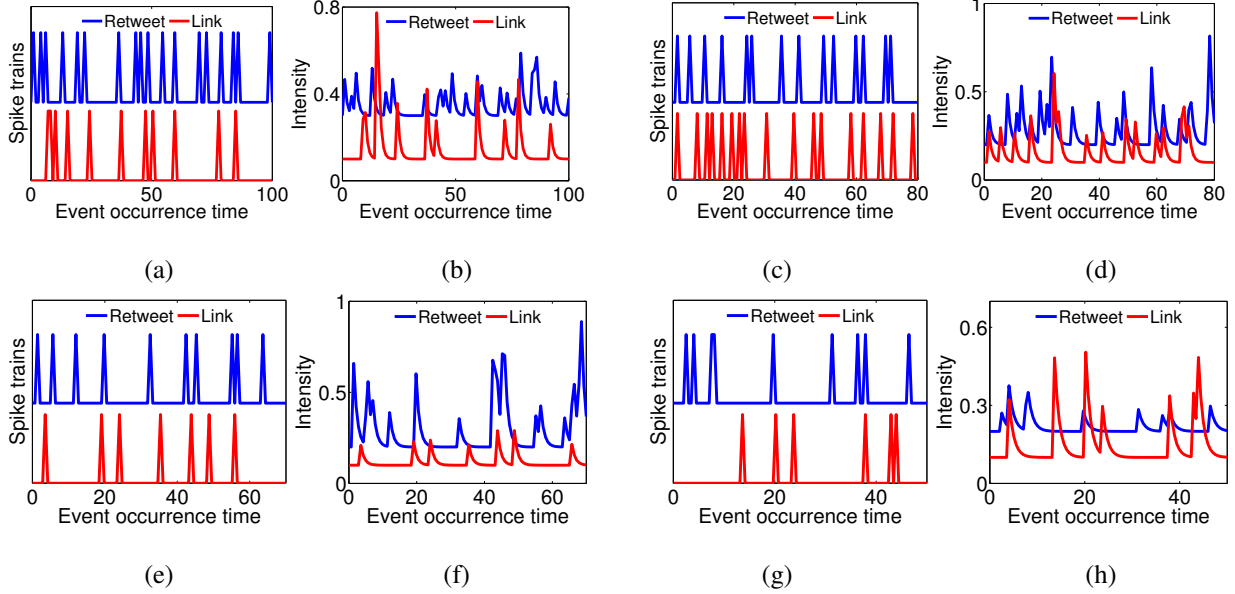 Retweet Link
Spike trains
0 50 100
Event occurrence time
(a)
Retweet Link
Intensity
0.8
0.4
0
0 50 100
Event occurrence time
(b)
Retweet Link
Spike trains
0 20 40 60 80
Event occurrence time
(c)
Retweet Link
Intensity
1
0.5
0
0 20 40 60 80
Event occurrence time
(d)
Retweet Link
Spike trains
0 20 40 60
Event occurrence time
(e)
Retweet Link
Intensity
1
0.5
0
0 20 40 60
Event occurrence time
(f)
Retweet Link
Spike trains
0 20 40
Event occurrence time
(g)
Retweet Link
Intensity
0.6
0.3
0
0 20 40
Event occurrence time
(h)